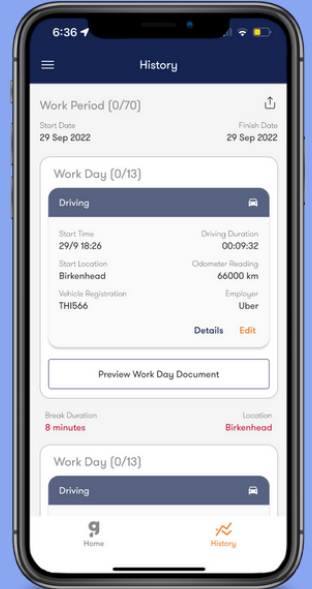 6:36
History
Work Period (0/70)
Start Date Finish Date
29 Sep 2022 29 Sep 2022
Work Day (0/13)
Driving
Start Time Driving Duration
29/9 18:26 00:09:32
Start Location Odometer Reading
Birkenhead 66000 km
Vehicle Registration Employer
THI566 Uber
Details Edit
Preview Work Day Document
Break Duration Location
8 minutes Birkenhead
Work Day (0/13)
Driving
g
Home History